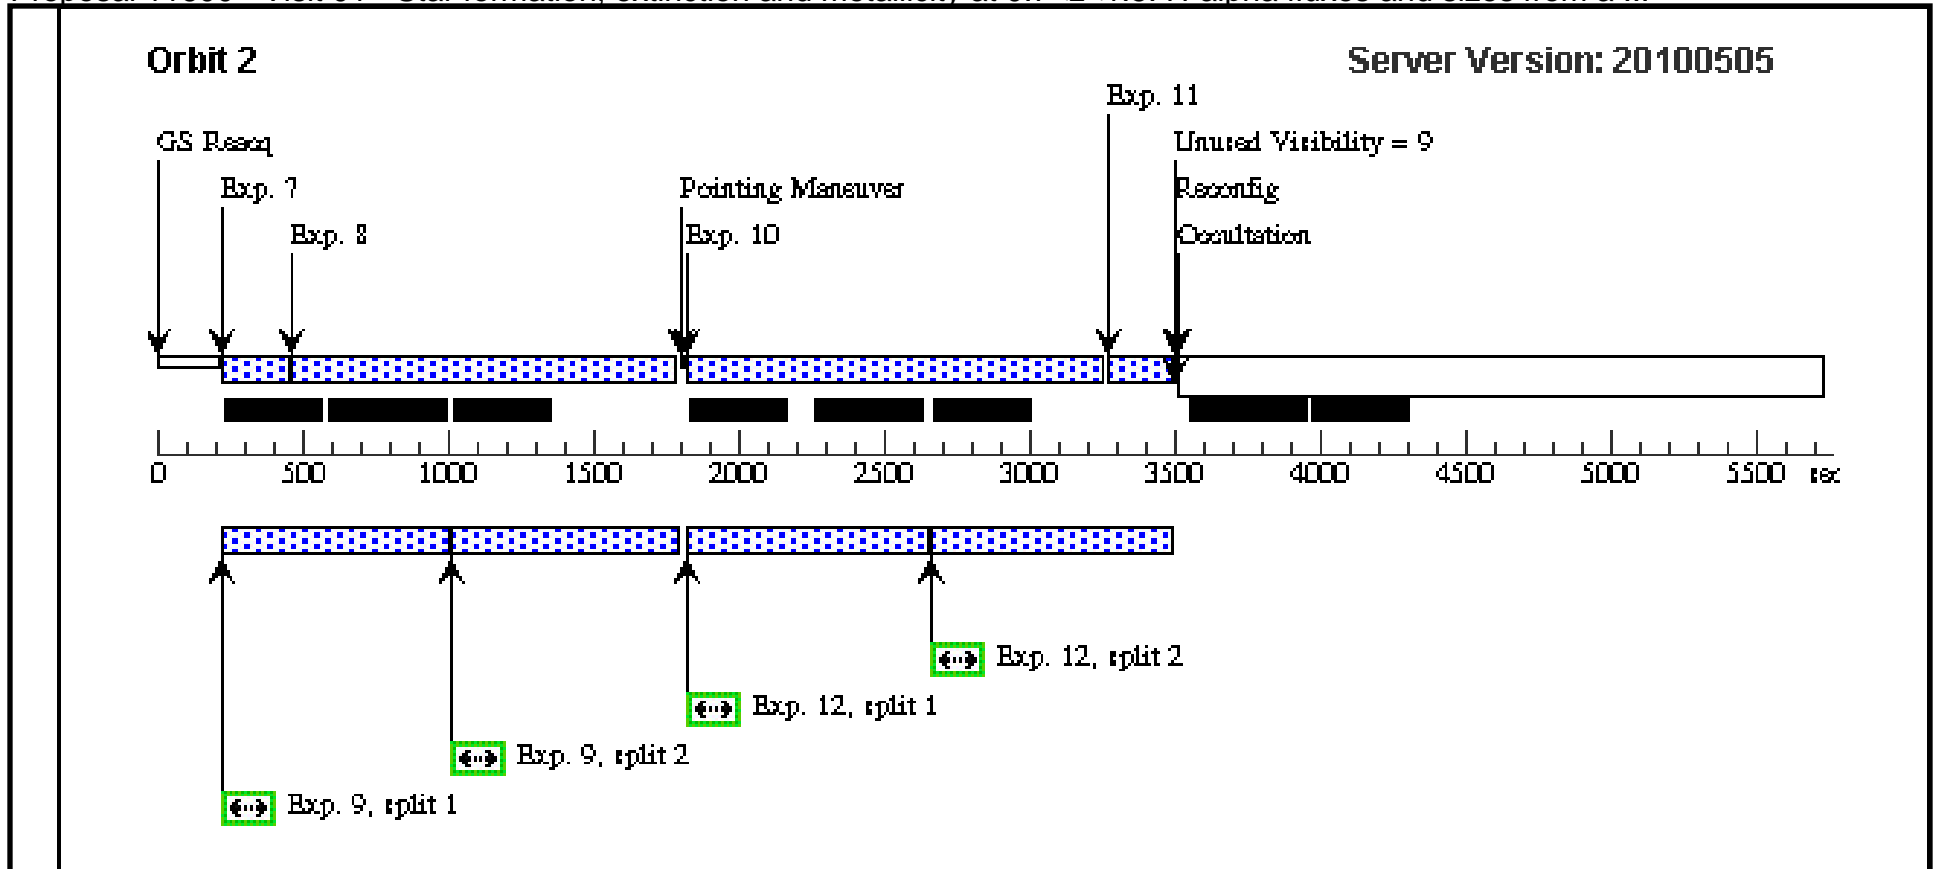 Orbit 2
Server Version: 20100505
Exp. 11
GS Reacq
Unused Visibility = 9
Exp. 7
Pointing Maneuver
Reconfig
Exp. 8
Exp. 10
Occultation
0 500 1000 1500 2000 2500 3000 3500 4000 4500 5000 5500 sec
Exp. 12, split 2
Exp. 12, split 1
Exp. 9, split 2
Exp. 9, split 1